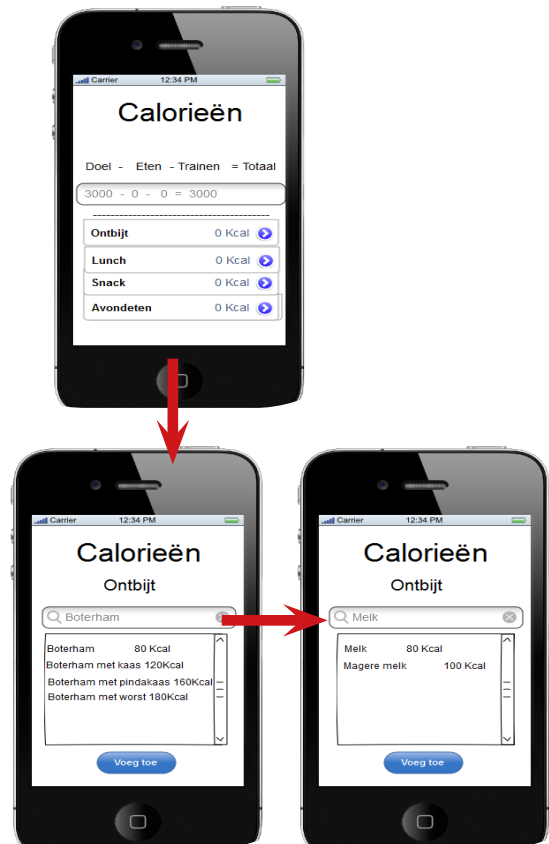 Carrier 12:34 PM
Calorieën
Doel - Eten - Trainen = Totaal
3000 - 0 - 0 = 3000
----------------------------------------
Ontbijt 0 Kcal
Lunch 0 Kcal
Snack 0 Kcal
Avondeten 0 Kcal
Carrier 12:34 PM
Calorieën
Ontbijt
Boterham
Boterham 80 Kcal
Boterham met kaas 120Kcal
Boterham met pindakaas 160Kcal
Boterham met worst 180Kcal
Voeg toe
Carrier 12:34 PM
Calorieën
Ontbijt
Melk
Melk 80 Kcal
Magere melk 100 Kcal
Voeg toe